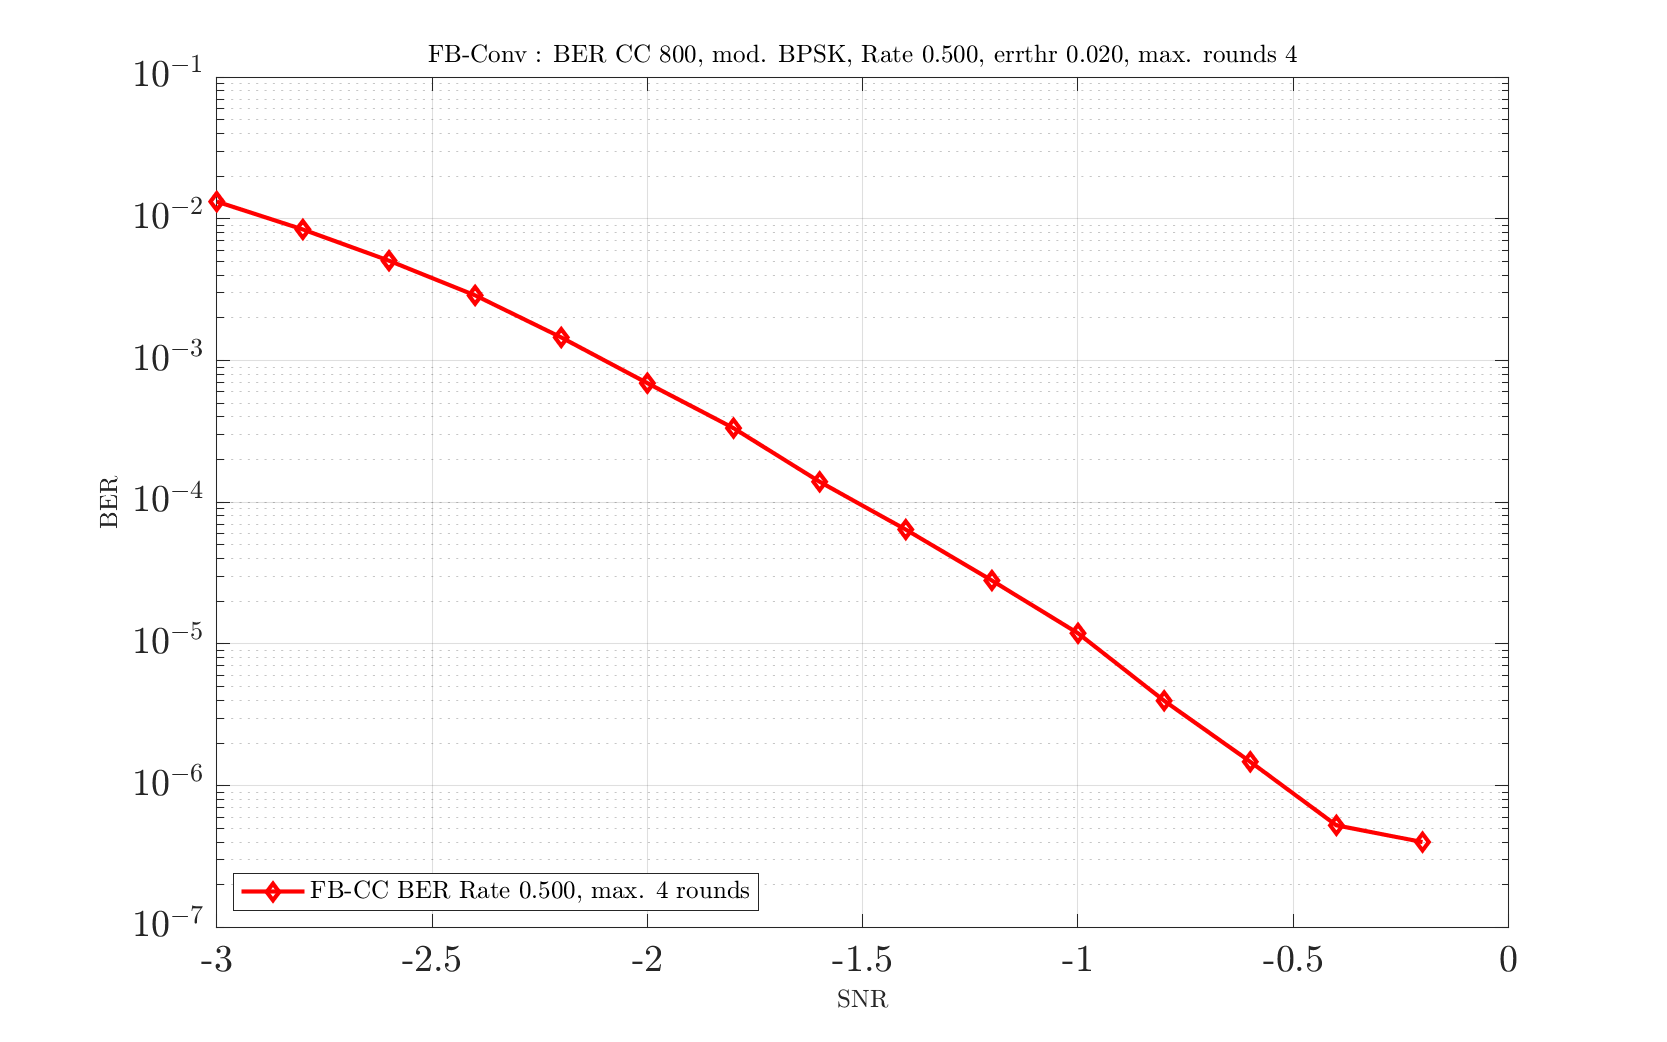 FB-Conv : BER CC 800, mod. BPSK, Rate 0.500, errthr 0.020, max. rounds 4
10^{-1}
10^{-2}
10^{-3}
10^{-4}
BER
10^{-5}
10^{-6}
FB-CC BER Rate 0.500, max. 4 rounds
10^{-7}
-3 -2.5 -2 -1.5 -1 -0.5 0
SNR